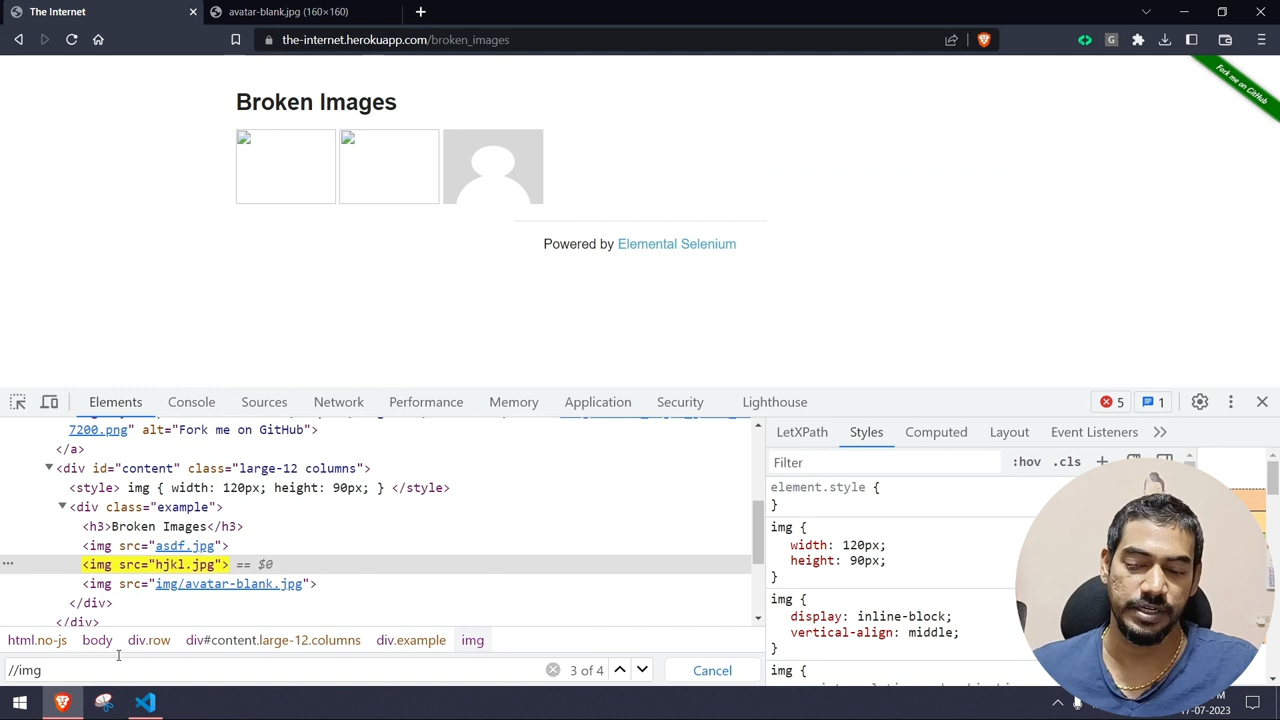 The Internet
avatar-blank.jpg (160×160)
the-internet.herokuapp.com/broken_images
G
Fork me on GitHub
Broken Images
Powered by Elemental Selenium
Elements
Console
Sources
Network
Performance
Memory
Application
Security
Lighthouse
5
1
7200.png" alt="Fork me on GitHub">
</a>
<div id="content" class="large-12 columns">
<style> img { width: 120px; height: 90px; } </style>
<div class="example">
<h3>Broken Images</h3>
<img src="asdf.jpg">
<img src="hjkl.jpg"> == $0
<img src="img/avatar-blank.jpg">
</div>
</div>
html.no-js
body
div.row
div#content.large-12.columns
div.example
img
//img
3 of 4
Cancel
LetXPath
Styles
Computed
Layout
Event Listeners
Filter
:hov
.cls
element.style {
}
img {
width: 120px;
height: 90px;
}
img {
display: inline-block;
vertical-align: middle;
}
img {
M
17-07-2023